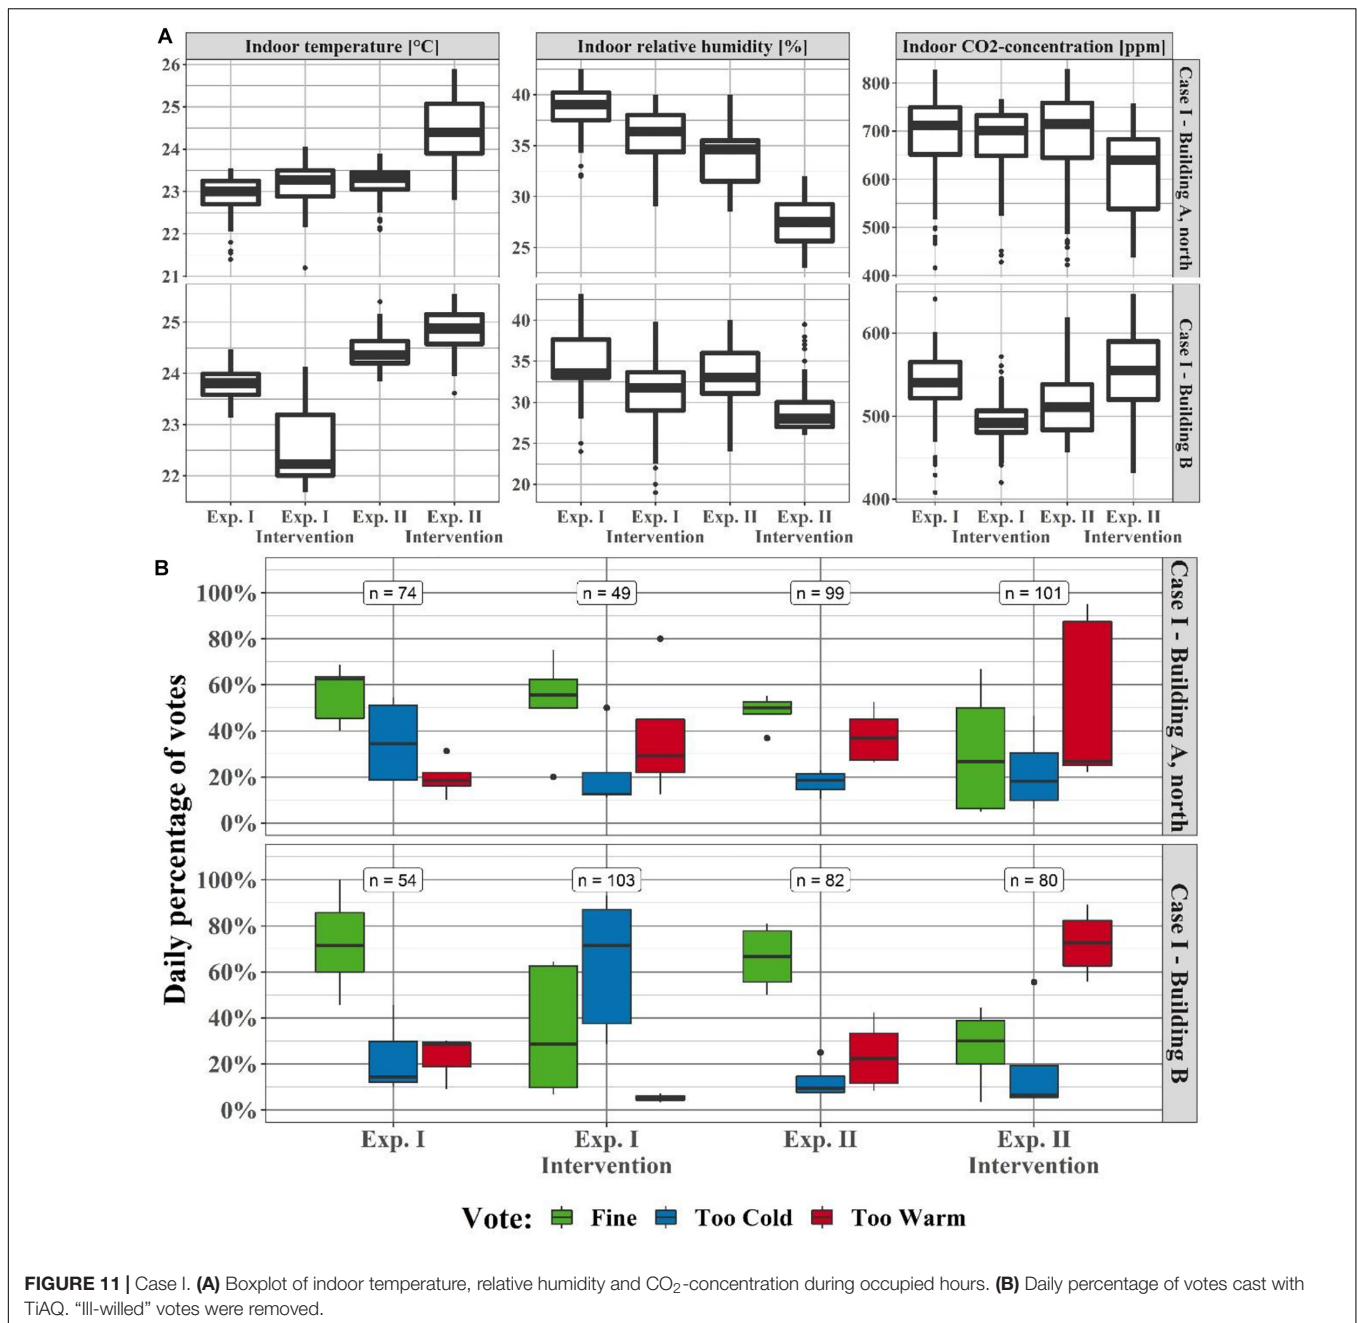 A
Indoor temperature [°C]
Indoor relative humidity [%]
Indoor CO2-concentration [ppm]
26
25
24
23
22
21
40
35
30
25
800
700
600
500
400
Case I - Building A, north
25
24
23
22
40
35
30
25
20
600
500
400
Case I - Building B
Exp. I
Exp. I
Intervention
Exp. II
Exp. II
Intervention
Exp. I
Exp. I
Intervention
Exp. II
Exp. II
Intervention
Exp. I
Exp. I
Intervention
Exp. II
Exp. II
Intervention
B
Daily percentage of votes
100%
80%
60%
40%
20%
0%
n = 74
n = 49
n = 99
n = 101
Case I - Building A, north
100%
80%
60%
40%
20%
0%
n = 54
n = 103
n = 82
n = 80
Case I - Building B
Exp. I
Exp. I
Intervention
Exp. II
Exp. II
Intervention
Vote: Fine Too Cold Too Warm
FIGURE 11 | Case I. (A) Boxplot of indoor temperature, relative humidity and CO₂-concentration during occupied hours. (B) Daily percentage of votes cast with
TiAQ. “Ill-willed” votes were removed.